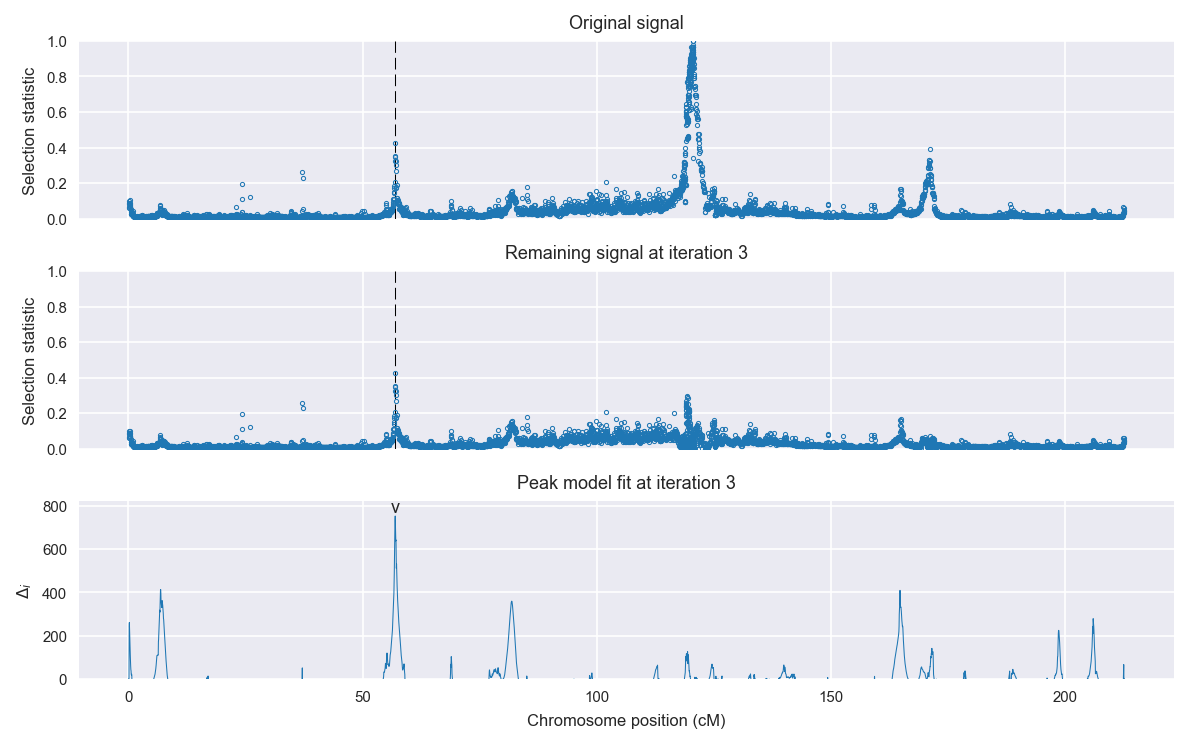 Original signal
1.0
0.8
0.6
0.4
0.2
0.0
Selection statistic
Remaining signal at iteration 3
1.0
0.8
0.6
0.4
0.2
0.0
Selection statistic
Peak model fit at iteration 3
v
800
600
400
200
0
Δi
0 50 100 150 200
Chromosome position (cM)